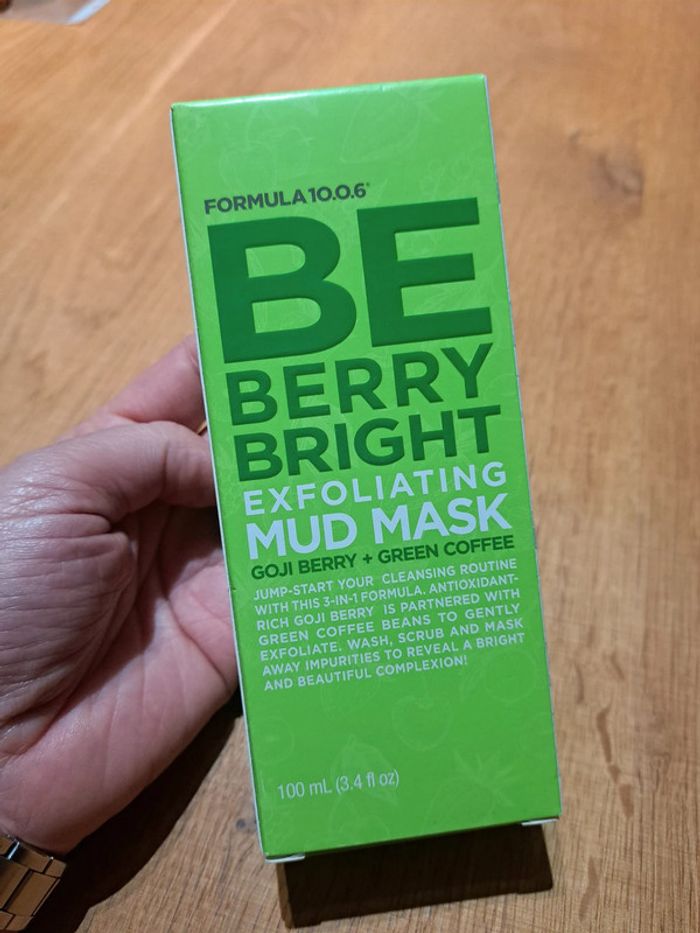 FORMULA 10.0.6®
BE
BERRY
BRIGHT
EXFOLIATING
MUD MASK
GOJI BERRY + GREEN COFFEE
JUMP-START YOUR CLEANSING ROUTINE
WITH THIS 3-IN-1 FORMULA. ANTIOXIDANT-
RICH GOJI BERRY IS PARTNERED WITH
GREEN COFFEE BEANS TO GENTLY
EXFOLIATE. WASH, SCRUB AND MASK
AWAY IMPURITIES TO REVEAL A BRIGHT
AND BEAUTIFUL COMPLEXION!
100 mL (3.4 fl oz)